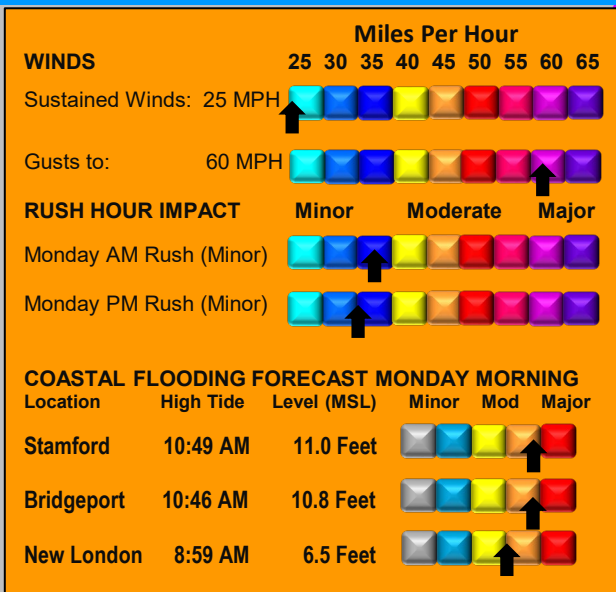 Miles Per Hour
WINDS 25 30 35 40 45 50 55 60 65
Sustained Winds: 25 MPH
Gusts to: 60 MPH
RUSH HOUR IMPACT Minor Moderate Major
Monday AM Rush (Minor)
Monday PM Rush (Minor)
COASTAL FLOODING FORECAST MONDAY MORNING
Location High Tide Level (MSL) Minor Mod Major
Stamford 10:49 AM 11.0 Feet
Bridgeport 10:46 AM 10.8 Feet
New London 8:59 AM 6.5 Feet